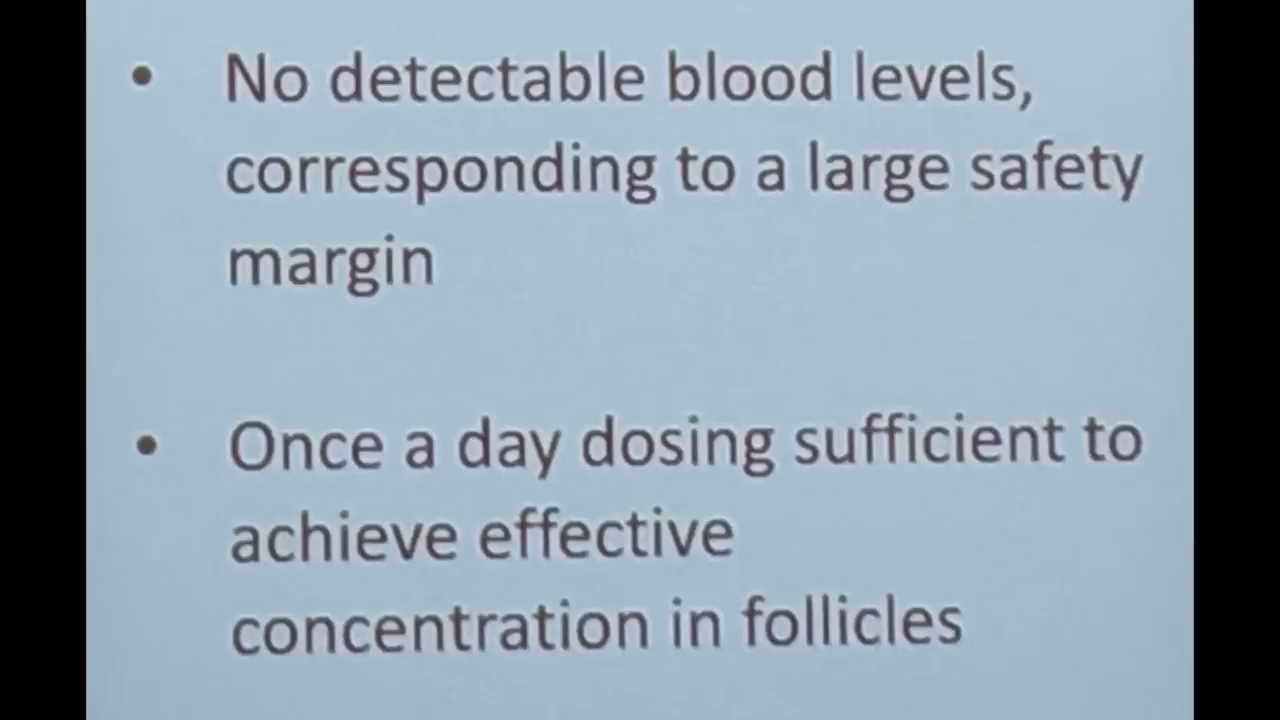 • No detectable blood levels,
corresponding to a large safety
margin
• Once a day dosing sufficient to
achieve effective
concentration in follicles